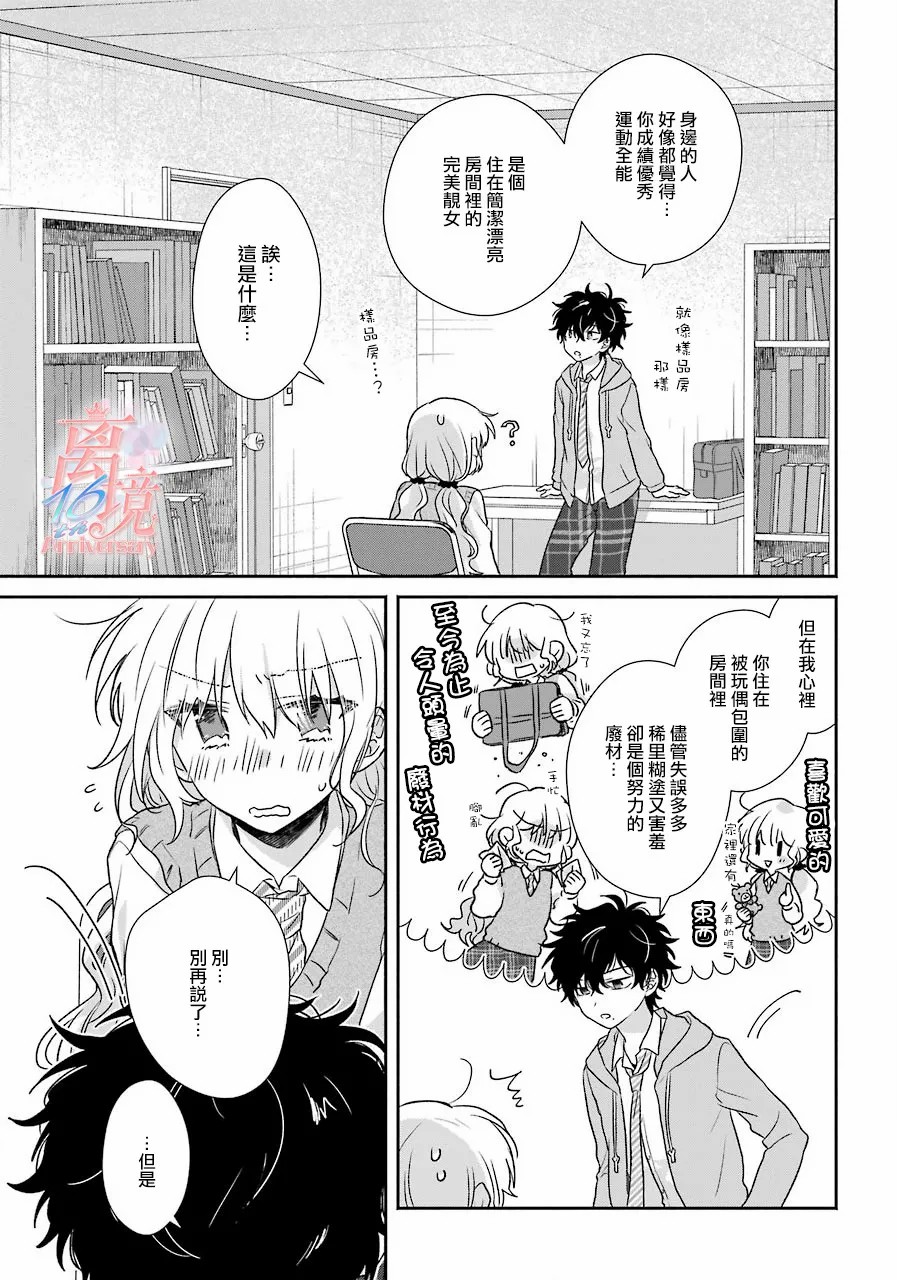 身邊的人
好像都覺得…
你成績優秀
運動全能
是個
住在簡潔漂亮
房間裡的
完美靚女
就像樣品房
那樣
樣品房…?
誒…
這是什麼…
?
离境
16th
Anniversary
但在我心裡
你住在
被玩偶包圍的
房間裡
喜歡可愛的
東西
家裡還有
真的嗎
儘管失誤多多
稀里糊塗又害羞
卻是個努力的
廢材…
我又忘了
手忙
腳亂
至今為止
令人頭暈的
廢材行為
別…
別再説了…
…但是